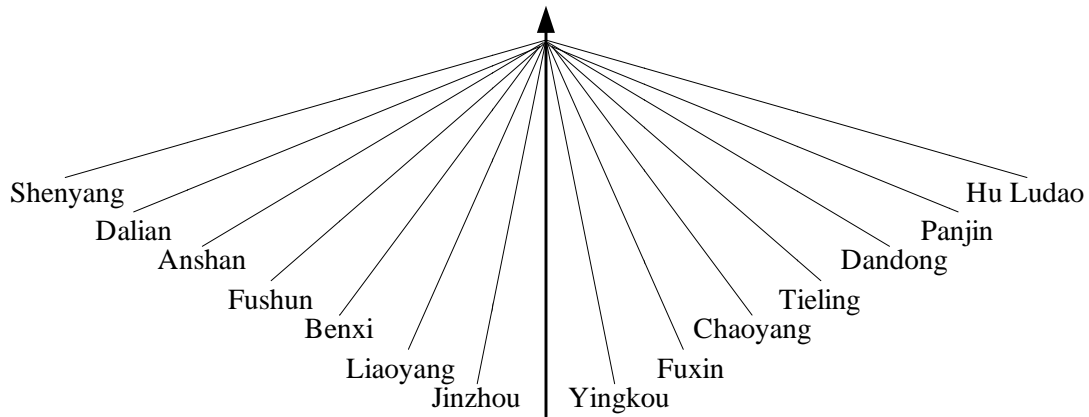 Shenyang
Hu Ludao
Dalian
Panjin
Anshan
Dandong
Fushun
Tieling
Benxi
Chaoyang
Liaoyang
Fuxin
Jinzhou
Yingkou